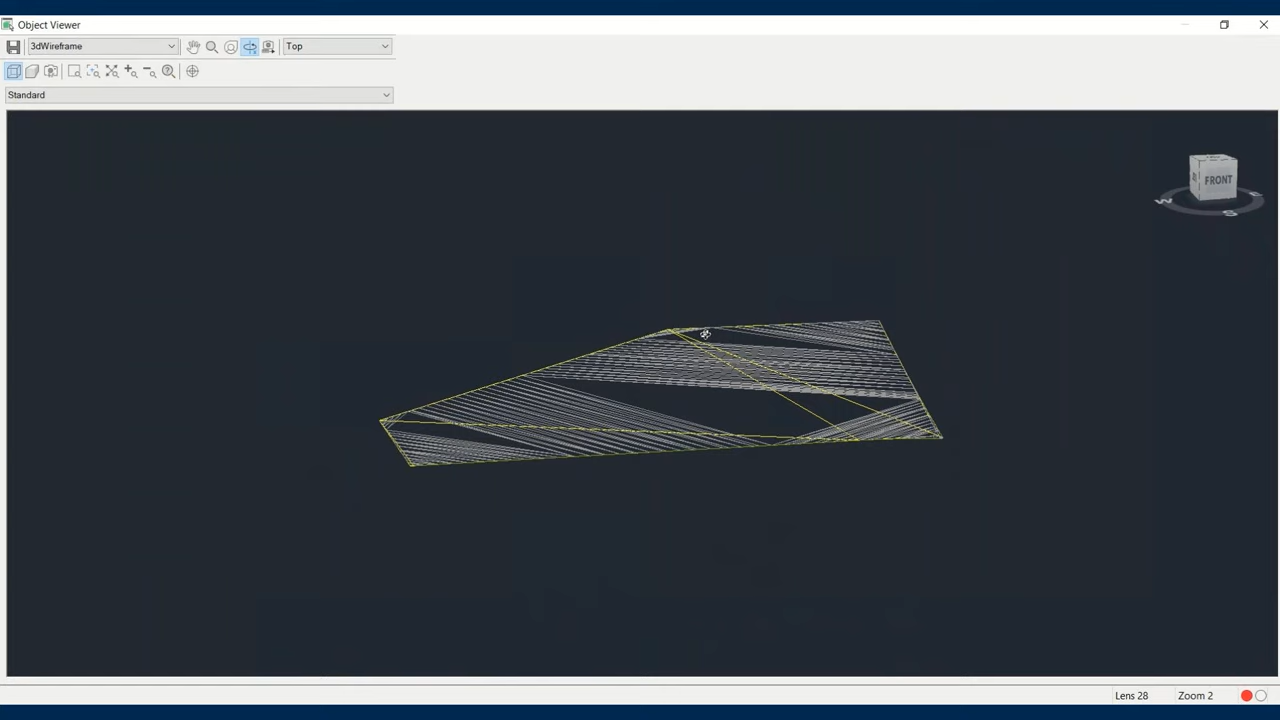 Object Viewer
3dWireframe
Top
Standard
FRONT
W
S
E
Lens 28
Zoom 2